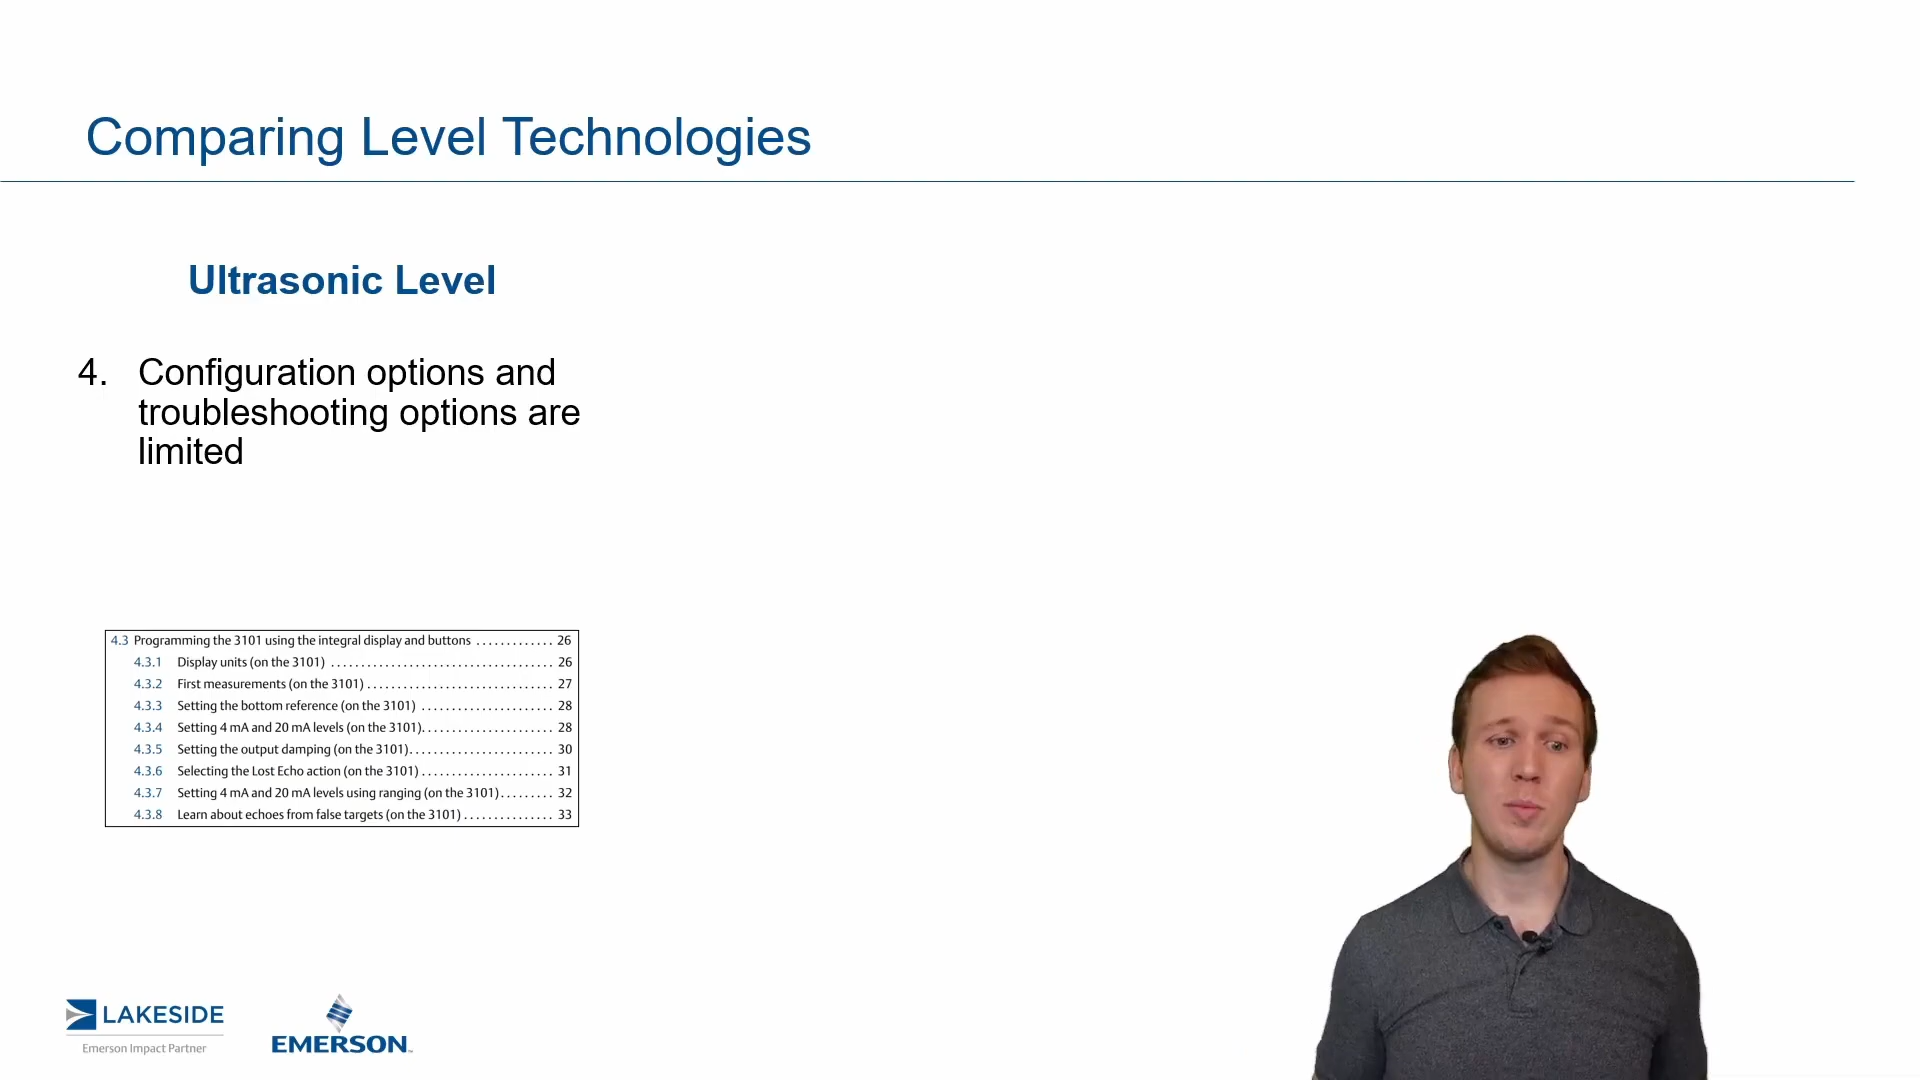 Comparing Level Technologies
Ultrasonic Level
4. Configuration options and
troubleshooting options are
limited
4.3 Programming the 3101 using the integral display and buttons ............. 26
4.3.1 Display units (on the 3101) ..................................... 26
4.3.2 First measurements (on the 3101) ............................... 27
4.3.3 Setting the bottom reference (on the 3101) ...................... 28
4.3.4 Setting 4 mA and 20 mA levels (on the 3101)...................... 28
4.3.5 Setting the output damping (on the 3101)........................ 30
4.3.6 Selecting the Lost Echo action (on the 3101) ...................... 31
4.3.7 Setting 4 mA and 20 mA levels using ranging (on the 3101)......... 32
4.3.8 Learn about echoes from false targets (on the 3101) ............... 33
LAKESIDE
Emerson Impact Partner
EMERSON